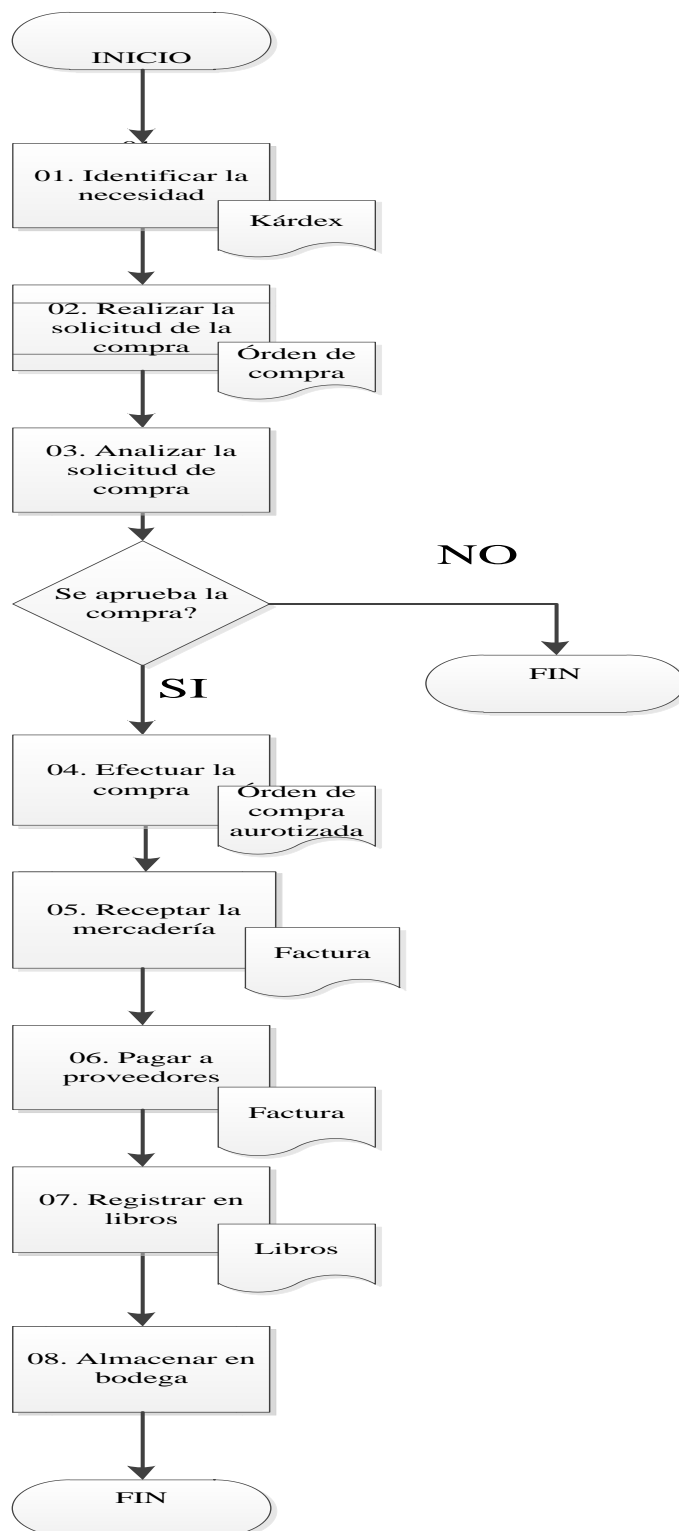 INICIO
01. Identificar la
necesidad
Kárdex
02. Realizar la
solicitud de la
compra
Órden de
compra
03. Analizar la
solicitud de
compra
Se aprueba la
compra?
NO
FIN
SI
04. Efectuar la
compra
Órden de
compra
aurotizada
05. Receptar la
mercadería
Factura
06. Pagar a
proveedores
Factura
07. Registrar en
libros
Libros
08. Almacenar en
bodega
FIN